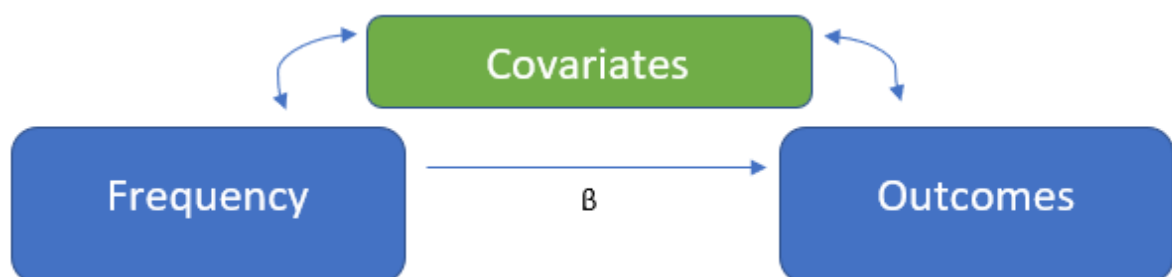 Covariates
Frequency
β
Outcomes